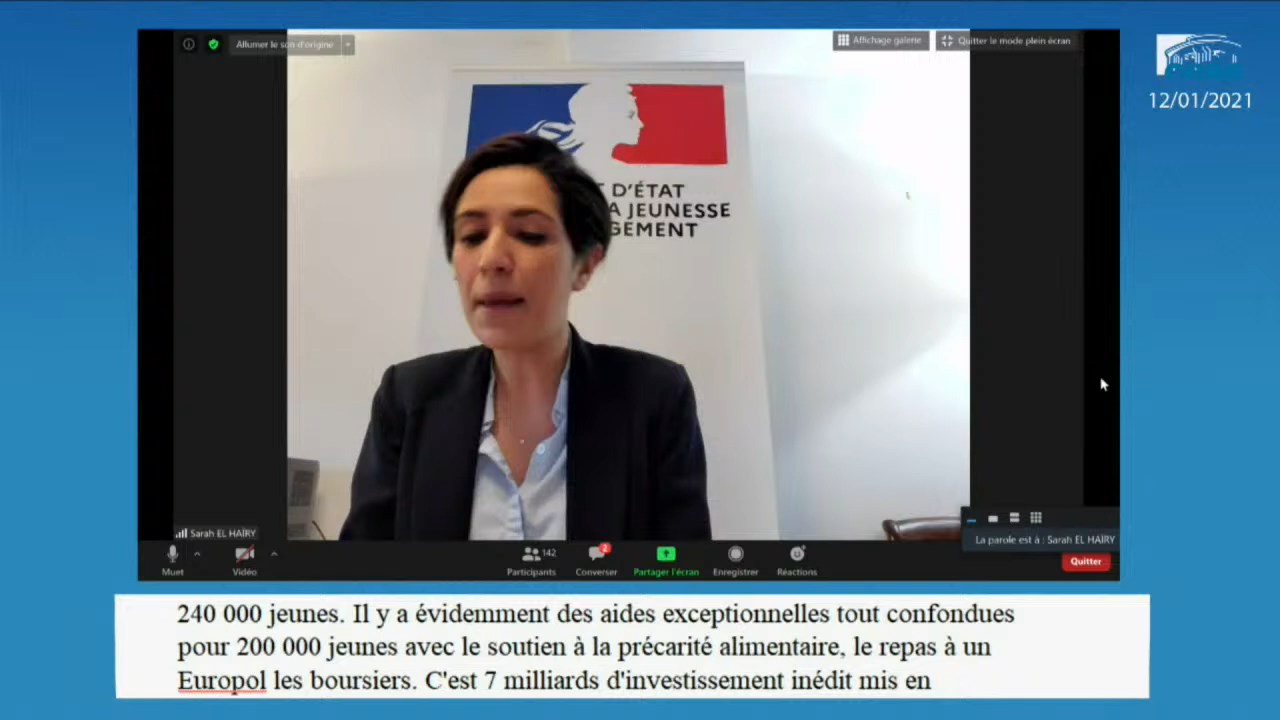 Allumer le son d'origine
Affichage galerie
Quitter le mode plein écran
12/01/2021
T D'ÉTAT
A JEUNESSE
GEMENT
Sarah EL HAÏRY
La parole est à : Sarah EL HAÏRY
142
2
Muet
Vidéo
Participants
Converser
Partager l'écran
Enregistrer
Réactions
Quitter
240 000 jeunes. Il y a évidemment des aides exceptionnelles tout confondues
pour 200 000 jeunes avec le soutien à la précarité alimentaire, le repas à un
Europol les boursiers. C'est 7 milliards d'investissement inédit mis en